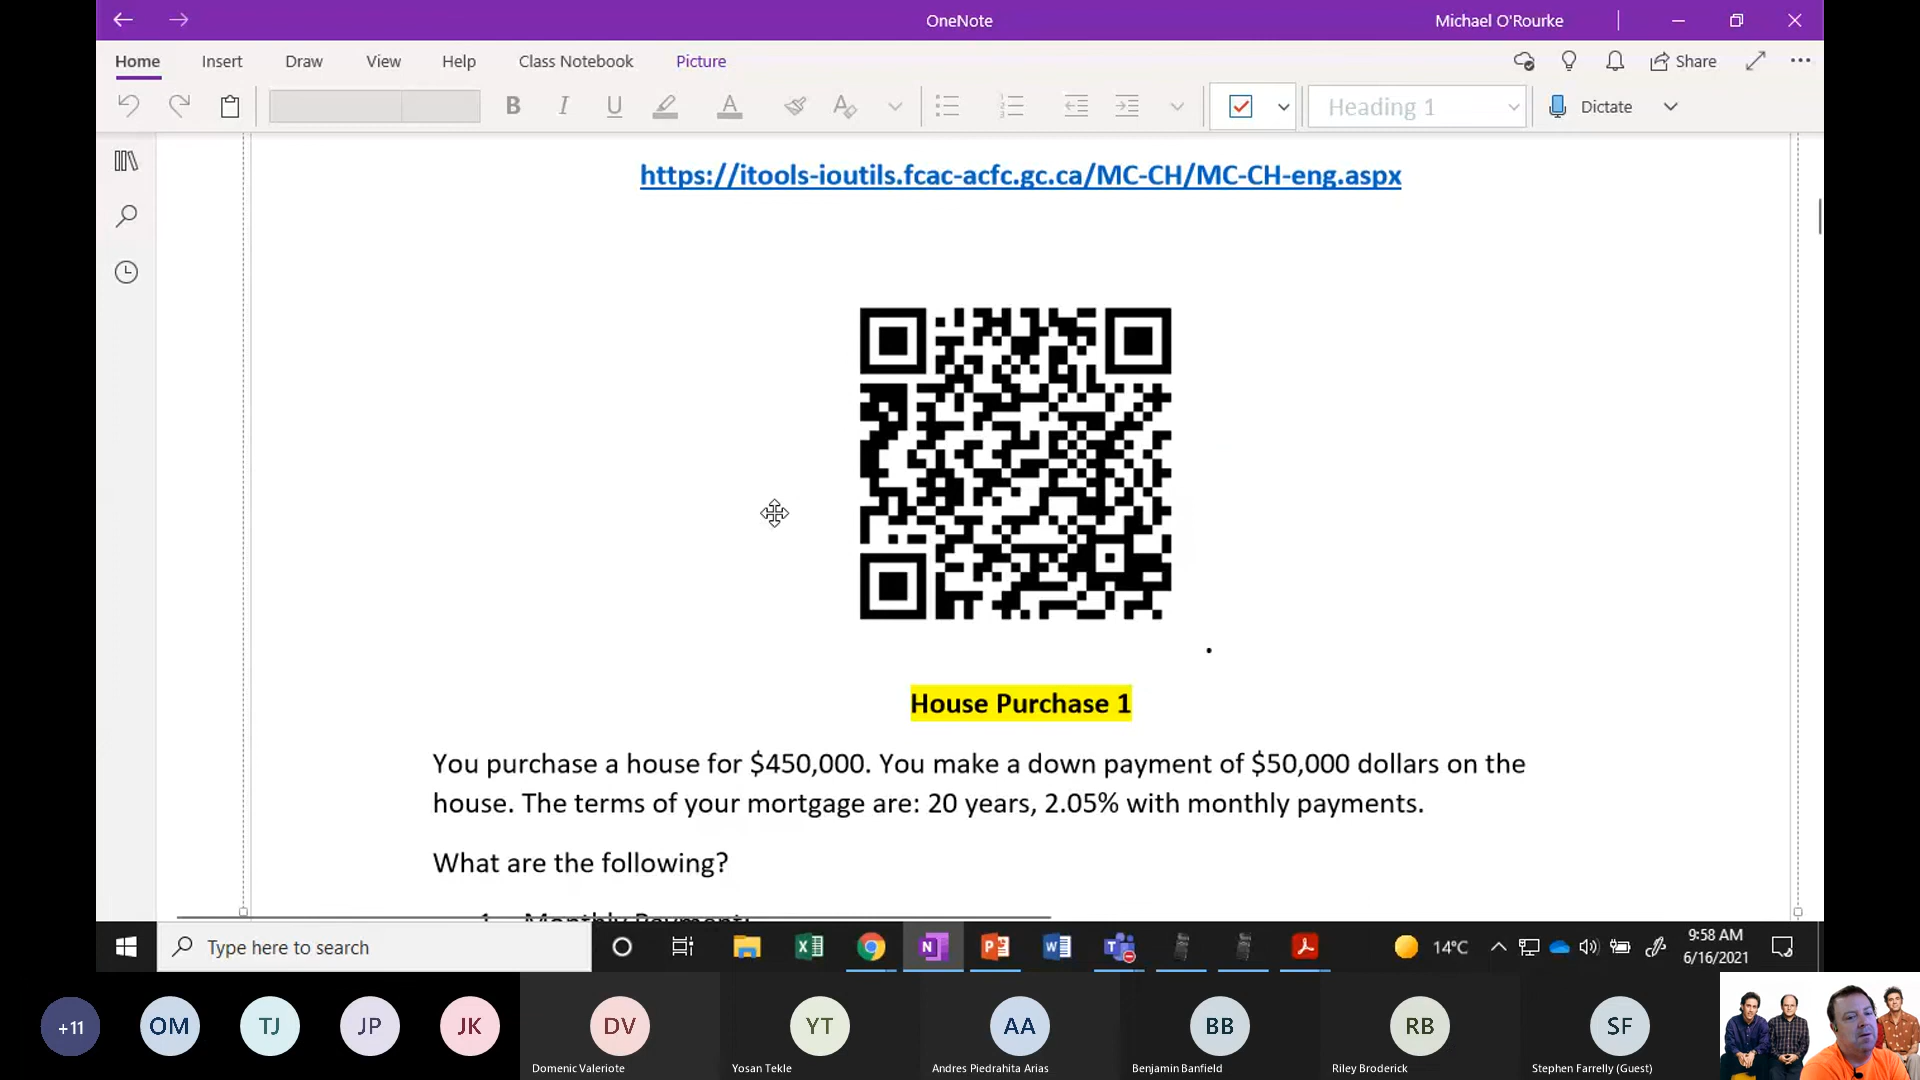 OneNote
Michael O'Rourke
Home Insert Draw View Help Class Notebook Picture
Share
B I U A Heading 1 Dictate
https://itools-ioutils.fcac-acfc.gc.ca/MC-CH/MC-CH-eng.aspx
House Purchase 1
You purchase a house for $450,000. You make a down payment of $50,000 dollars on the
house. The terms of your mortgage are: 20 years, 2.05% with monthly payments.
What are the following?
1. Monthly Payment:
Type here to search
14°C
9:58 AM
6/16/2021
+11 OM TJ JP JK DV YT AA BB RB SF
Domenic Valeriote Yosan Tekle Andres Piedrahita Arias Benjamin Banfield Riley Broderick Stephen Farrelly (Guest)